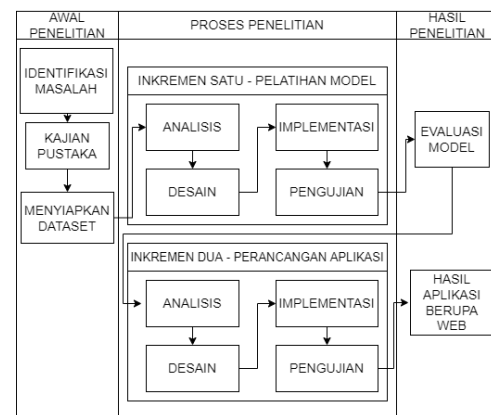 AWAL
PENELITIAN
PROSES PENELITIAN
HASIL
PENELITIAN
IDENTIFIKASI
MASALAH
KAJIAN
PUSTAKA
MENYIAPKAN
DATASET
INKREMEN SATU - PELATIHAN MODEL
ANALISIS
DESAIN
IMPLEMENTASI
PENGUJIAN
EVALUASI
MODEL
INKREMEN DUA - PERANCANGAN APLIKASI
ANALISIS
DESAIN
IMPLEMENTASI
PENGUJIAN
HASIL
APLIKASI
BERUPA
WEB